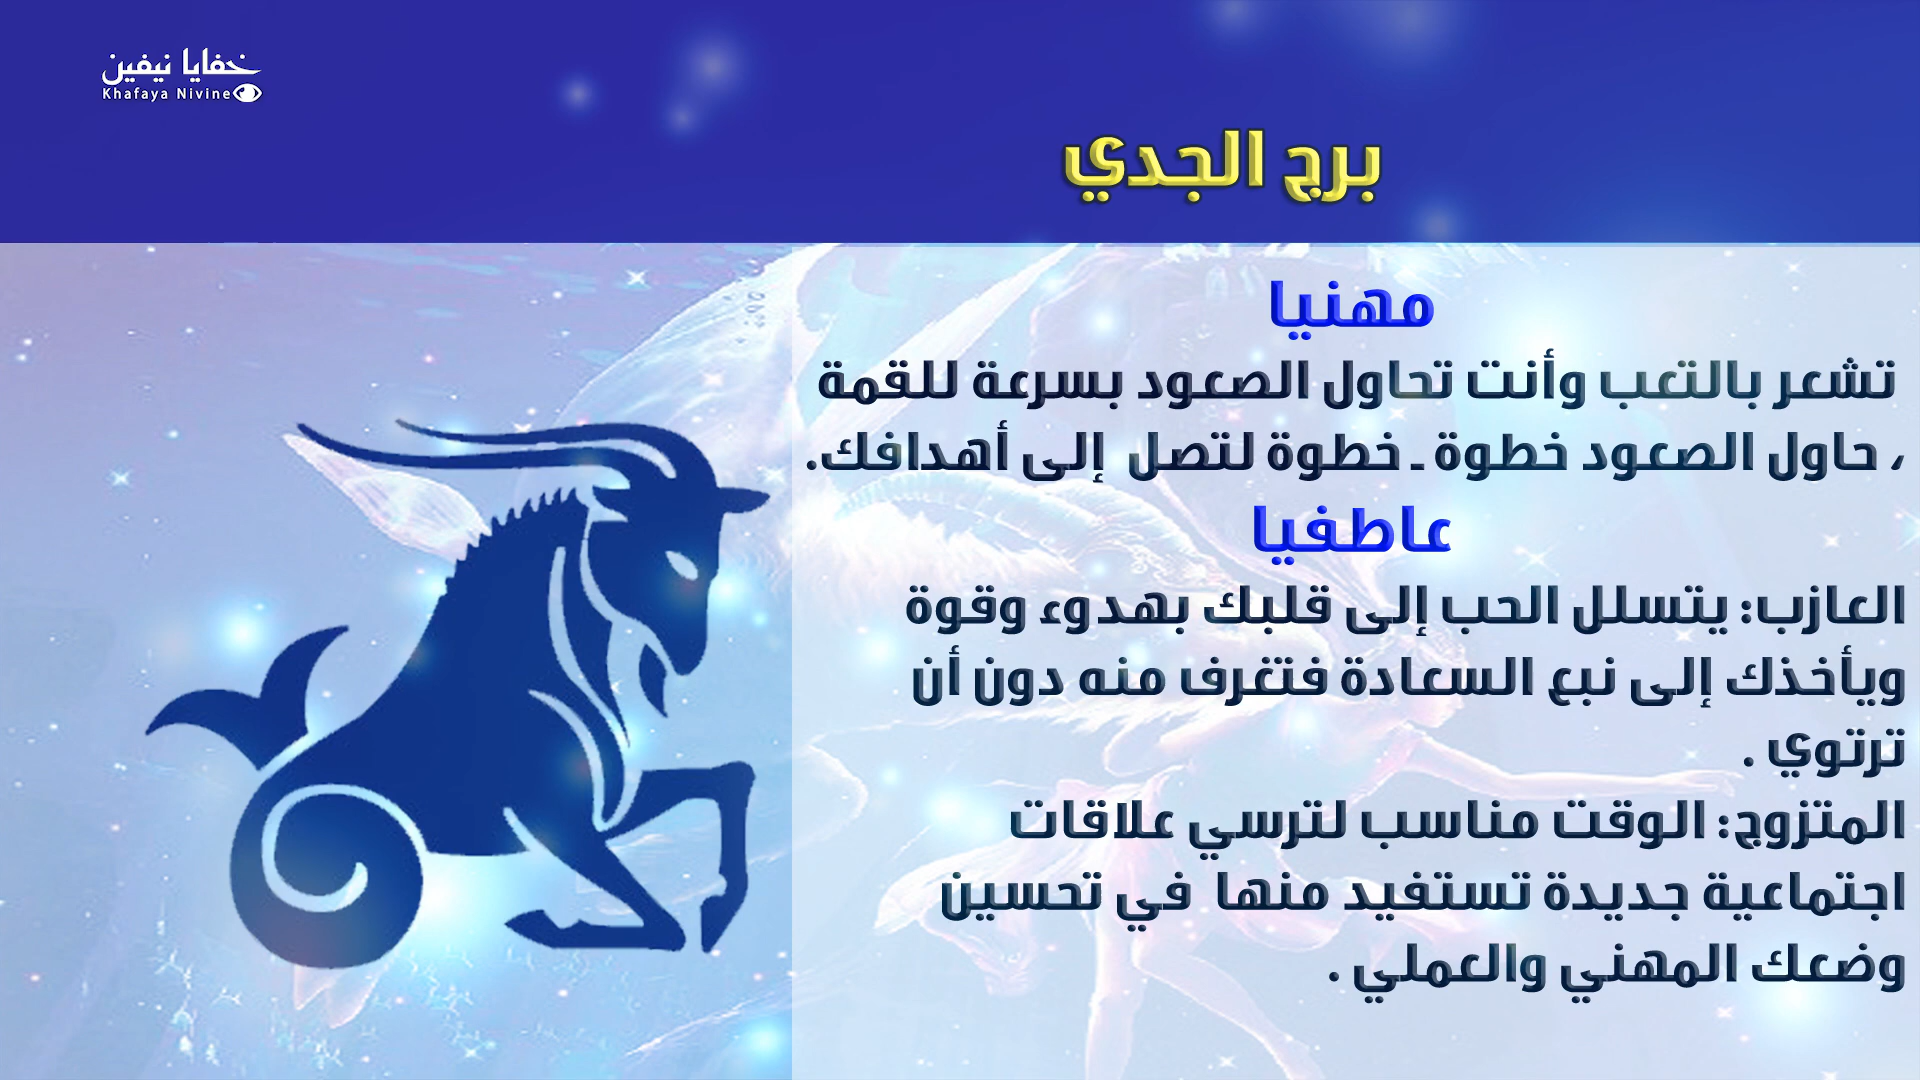 خفايا نيفين
Khafaya Nivine
برج الجدي
مهنيا
تشعر بالتعب وأنت تحاول الصعود بسرعة للقمة
، حاول الصعود خطوة - خطوة لتصل إلى أهدافك.
عاطفيا
العازب: يتسلل الحب إلى قلبك بهدوء وقوة
ويأخذك إلى نبع السعادة فتغرف منه دون أن
ترتوي .
المتزوج: الوقت مناسب لترسي علاقات
اجتماعية جديدة تستفيد منها في تحسين
وضعك المهني والعملي .